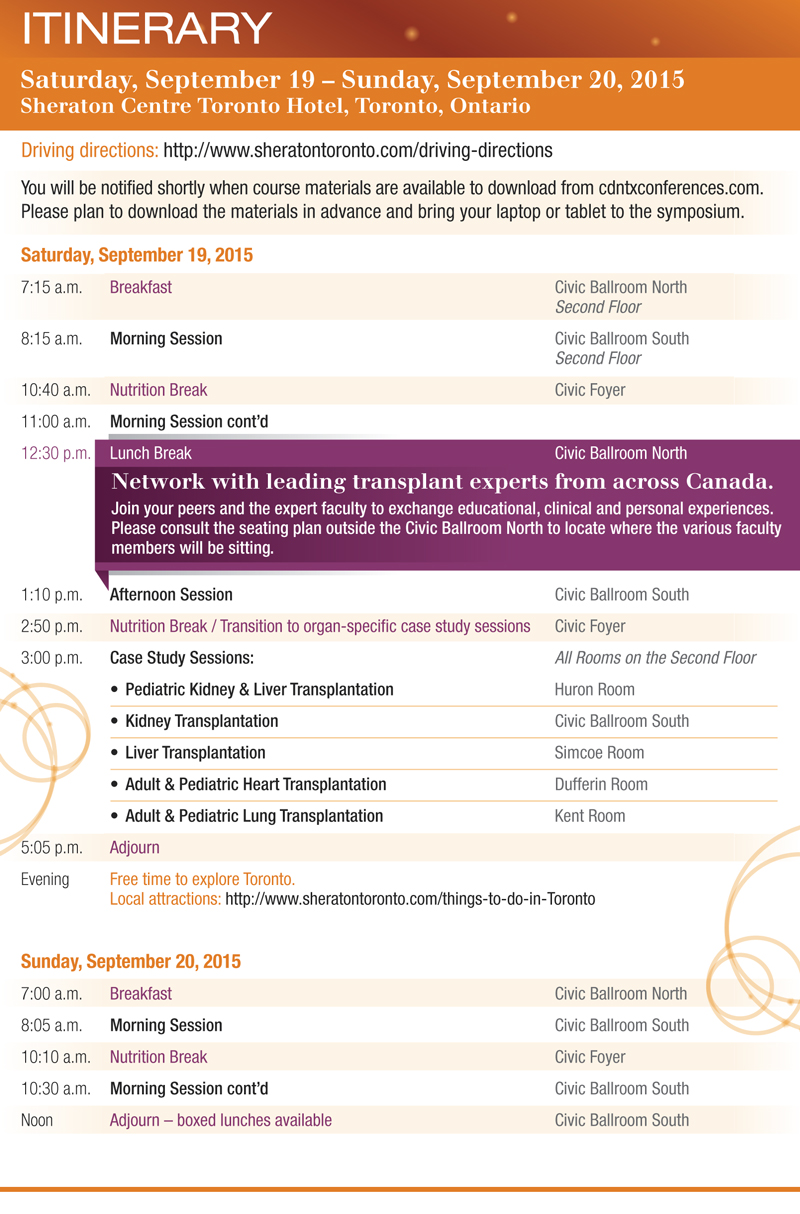 ITINERARY
Saturday, September 19 – Sunday, September 20, 2015
Sheraton Centre Toronto Hotel, Toronto, Ontario
Driving directions: http://www.sheratontoronto.com/driving-directions
You will be notified shortly when course materials are available to download from cdntxconferences.com.
Please plan to download the materials in advance and bring your laptop or tablet to the symposium.
Saturday, September 19, 2015
7:15 a.m. Breakfast Civic Ballroom North
Second Floor
8:15 a.m. Morning Session Civic Ballroom South
Second Floor
10:40 a.m. Nutrition Break Civic Foyer
11:00 a.m. Morning Session cont'd
12:30 p.m. Lunch Break Civic Ballroom North
Network with leading transplant experts from across Canada.
Join your peers and the expert faculty to exchange educational, clinical and personal experiences.
Please consult the seating plan outside the Civic Ballroom North to locate where the various faculty
members will be sitting.
1:10 p.m. Afternoon Session Civic Ballroom South
2:50 p.m. Nutrition Break / Transition to organ-specific case study sessions Civic Foyer
3:00 p.m. Case Study Sessions: All Rooms on the Second Floor
• Pediatric Kidney & Liver Transplantation Huron Room
• Kidney Transplantation Civic Ballroom South
• Liver Transplantation Simcoe Room
• Adult & Pediatric Heart Transplantation Dufferin Room
• Adult & Pediatric Lung Transplantation Kent Room
5:05 p.m. Adjourn
Evening Free time to explore Toronto.
Local attractions: http://www.sheratontoronto.com/things-to-do-in-Toronto
Sunday, September 20, 2015
7:00 a.m. Breakfast Civic Ballroom North
8:05 a.m. Morning Session Civic Ballroom South
10:10 a.m. Nutrition Break Civic Foyer
10:30 a.m. Morning Session cont'd Civic Ballroom South
Noon Adjourn – boxed lunches available Civic Ballroom South